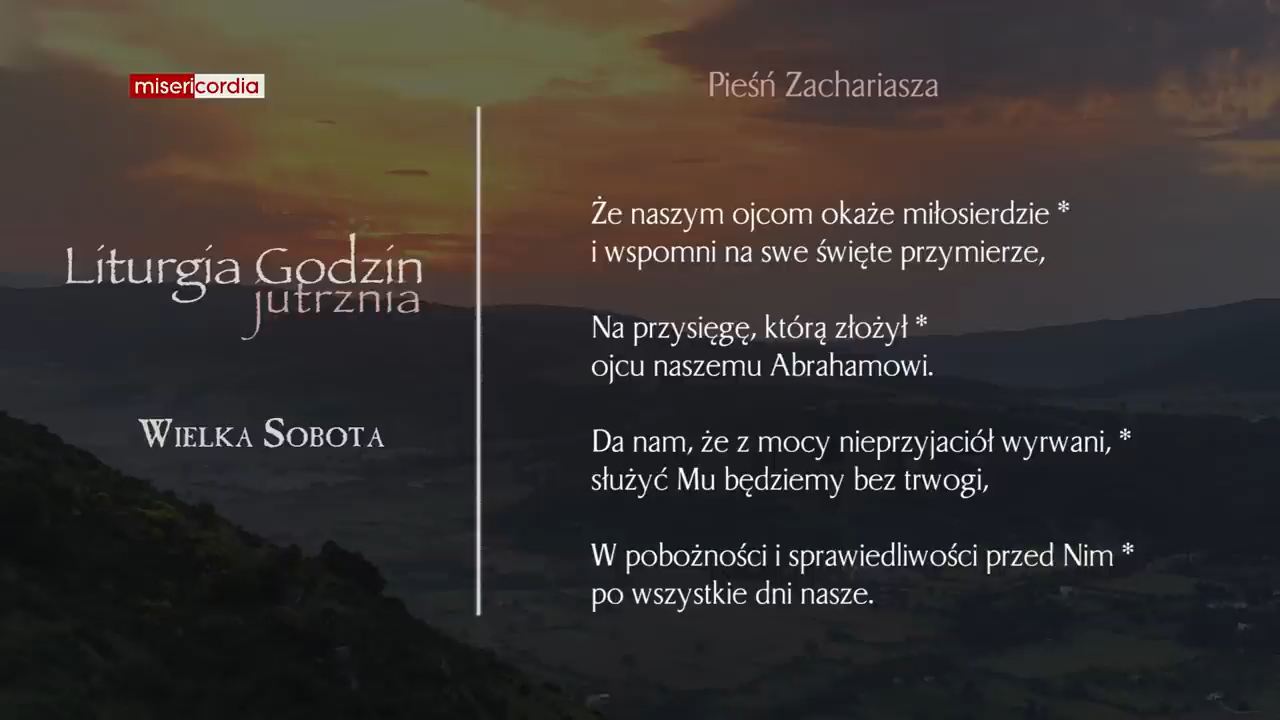 misericordia
Liturgia Godzin
jutrznia
Wielka Sobota
Pieśń Zachariasza
Że naszym ojcom okaże miłosierdzie *
i wspomni na swe święte przymierze,
Na przysięgę, którą złożył *
ojcu naszemu Abrahamowi.
Da nam, że z mocy nieprzyjaciół wyrwani, *
służyć Mu będziemy bez trwogi,
W pobożności i sprawiedliwości przed Nim *
po wszystkie dni nasze.